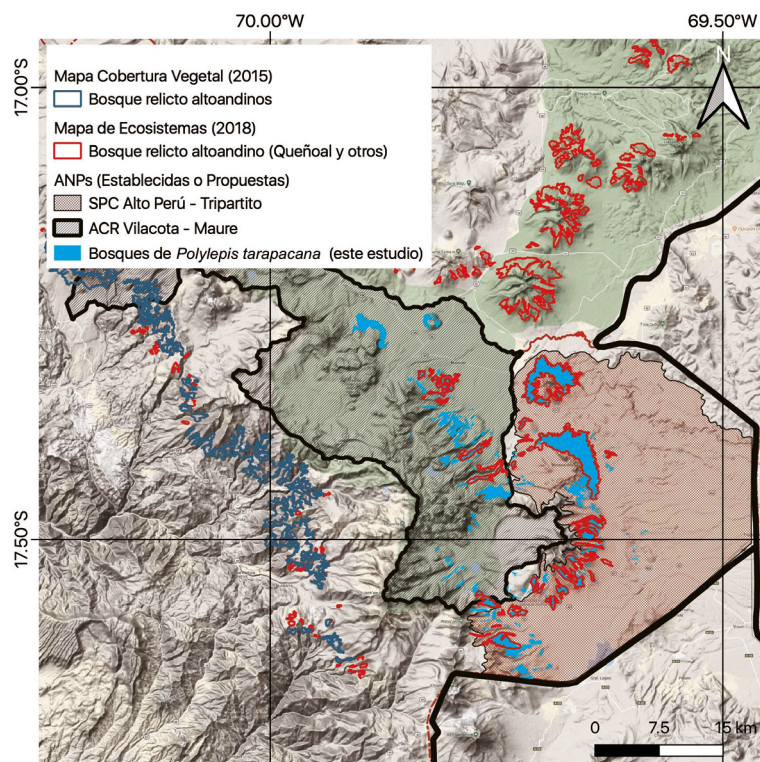 70.00°W
69.50°W
N
17.00°S
Mapa Cobertura Vegetal (2015)
Bosque relicto altoandinos
Mapa de Ecosistemas (2018)
Bosque relicto altoandino (Queñoal y otros)
ANPs (Establecidas o Propuestas)
SPC Alto Perú - Tripartito
ACR Vilacota - Maure
Bosques de Polylepis tarapacana (este estudio)
17.50°S
0
7.5
15 km